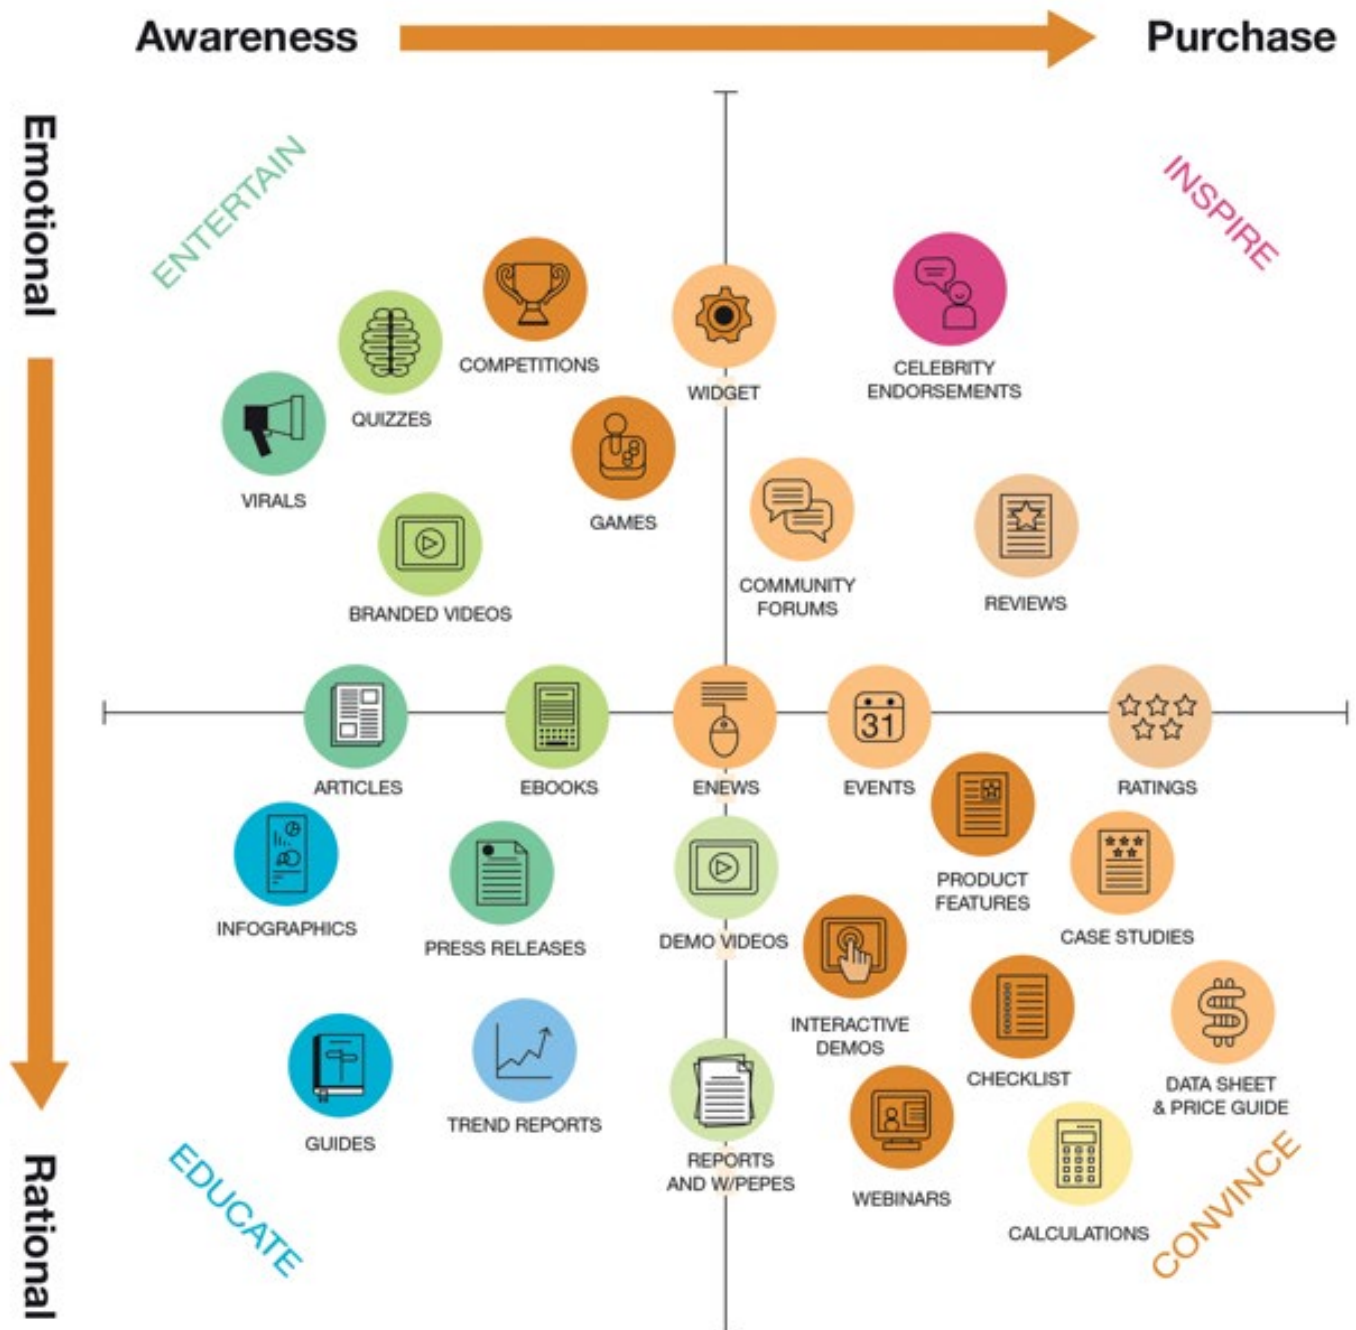 Awareness
Purchase
Emotional
ENTERTAIN
INSPIRE
COMPETITIONS
WIDGET
CELEBRITY
ENDORSEMENTS
QUIZZES
VIRALS
GAMES
BRANDED VIDEOS
COMMUNITY
FORUMS
REVIEWS
31
ARTICLES
EBOOKS
ENEWS
EVENTS
RATINGS
INFOGRAPHICS
PRESS RELEASES
DEMO VIDEOS
PRODUCT
FEATURES
CASE STUDIES
INTERACTIVE
DEMOS
CHECKLIST
DATA SHEET
& PRICE GUIDE
GUIDES
TREND REPORTS
REPORTS
AND W/PEPES
WEBINARS
CALCULATIONS
Rational
EDUCATE
CONVINCE